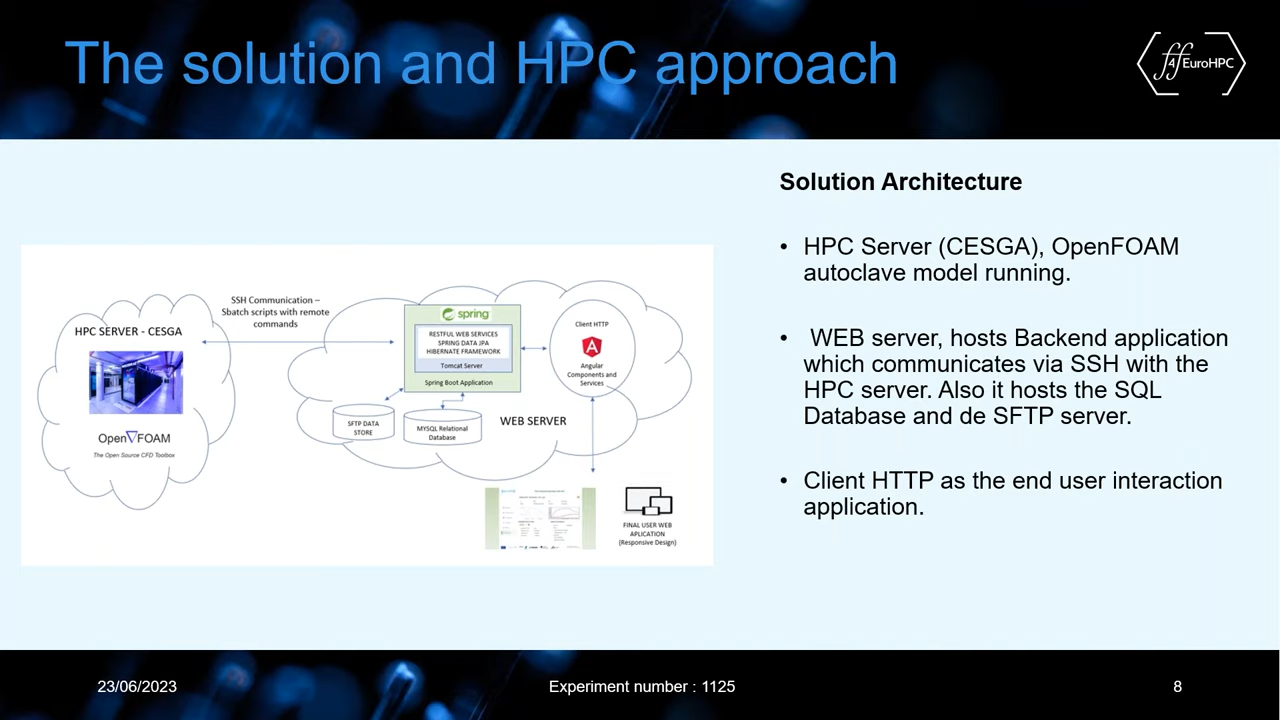 The solution and HPC approach
ff4EuroHPC
Solution Architecture
• HPC Server (CESGA), OpenFOAM
autoclave model running.
• WEB server, hosts Backend application
which communicates via SSH with the
HPC server. Also it hosts the SQL
Database and de SFTP server.
• Client HTTP as the end user interaction
application.
HPC SERVER - CESGA
OpenFOAM
The Open Source CFD Toolbox
SSH Communication –
Sbatch scripts with remote
commands
spring
RESTFUL WEB SERVICES
SPRING DATA JPA
HIBERNATE FRAMEWORK
Tomcat Server
Spring Boot Application
SFTP DATA
STORE
MYSQL Relational
Database
WEB SERVER
Client HTTP
A
Angular
Components and
Services
FINAL USER WEB
APLICATION
(Responsive Design)
23/06/2023
Experiment number : 1125
8